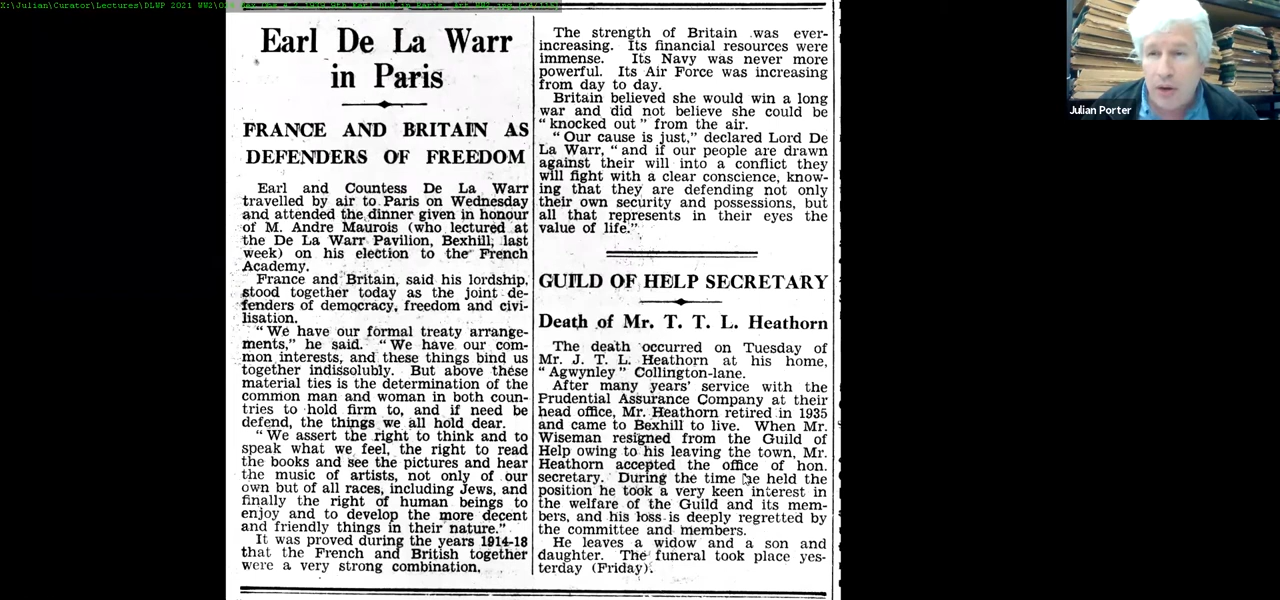 X:\Julian\Curator\Lectures\DLWP 2021 WW2\
Julian Porter
Earl De La Warr
in Paris
FRANCE AND BRITAIN AS
DEFENDERS OF FREEDOM
Earl and Countess De La Warr
travelled by air to Paris on Wednesday
and attended the dinner given in honour
of M. Andre Maurois (who lectured at
the De La Warr Pavilion, Bexhill, last
week) on his election to the French
Academy.
France and Britain, said his lordship,
stood together today as the joint de-
fenders of democracy, freedom and civi-
lisation.
"We have our formal treaty arrange-
ments," he said. "We have our com-
mon interests, and these things bind us
together indissolubly. But above these
material ties is the determination of the
common man and woman in both coun-
tries to hold firm to, and if need be
defend, the things we all hold dear.
"We assert the right to think and to
speak what we feel, the right to read
the books and see the pictures and hear
the music of artists, not only of our
own but of all races, including Jews, and
finally the right of human beings to
enjoy and to develop the more decent
and friendly things in their nature."
It was proved during the years 1914-18
that the French and British together
were a very strong combination.
The strength of Britain was ever-
increasing. Its financial resources were
immense. Its Navy was never more
powerful. Its Air Force was increasing
from day to day.
Britain believed she would win a long
war and did not believe she could be
"knocked out" from the air.
"Our cause is just," declared Lord De
La Warr, "and if our people are drawn
against their will into a conflict they
will fight with a clear conscience, know-
ing that they are defending not only
their own security and possessions, but
all that represents in their eyes the
value of life."
GUILD OF HELP SECRETARY
Death of Mr. T. T. L. Heathorn
The death occurred on Tuesday of
Mr. J. T. L. Heathorn at his home,
"Agwynley" Collington-lane.
After many years' service with the
Prudential Assurance Company at their
head office, Mr. Heathorn retired in 1935
and came to Bexhill to live. When Mr.
Wiseman resigned from the Guild of
Help owing to his leaving the town, Mr.
Heathorn accepted the office of hon.
secretary. During the time he held the
position he took a very keen interest in
the welfare of the Guild and its mem-
bers, and his loss is deeply regretted by
the committee and members.
He leaves a widow and a son and
daughter. The funeral took place yes-
terday (Friday).